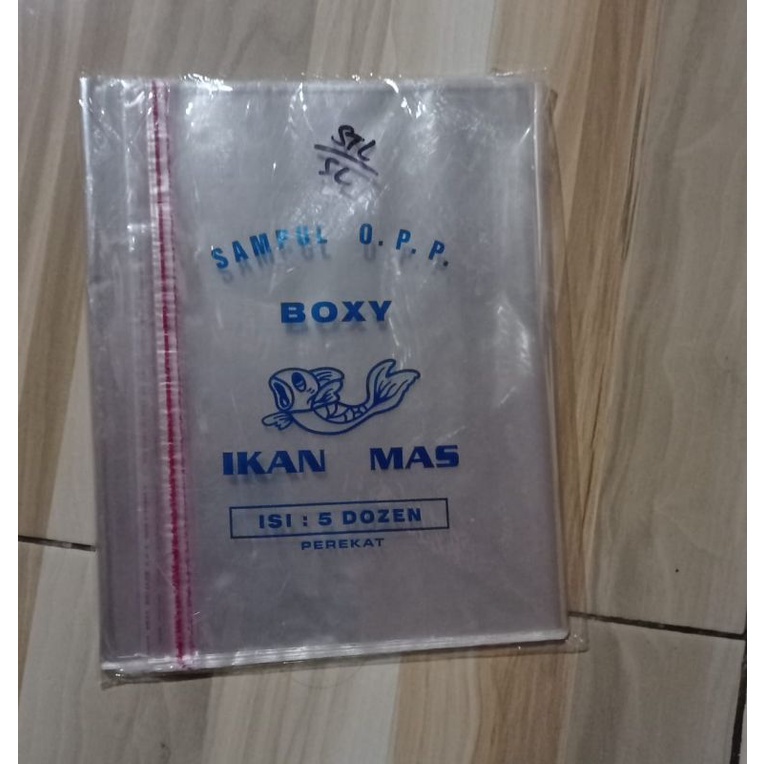 SAMPUL O.P.P.
BOXY
IKAN MAS
ISI : 5 DOZEN
PEREKAT